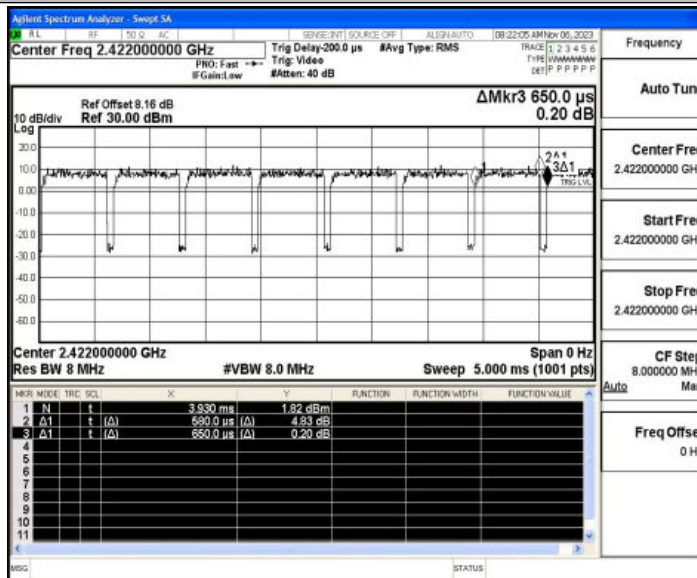 Agilent Spectrum Analyzer - Swept SA
RL RF 50 Ω AC SENSE:INT SOURCE OFF ALIGN AUTO 08:22:05 AM Nov 06, 2023
Center Freq 2.422000000 GHz
PNO: Fast
IFGain:Low
Trig Delay-200.0 µs
Trig: Video
#Atten: 40 dB
#Avg Type: RMS
TRACE 1 2 3 4 5 6
TYPE WWWWWW
DET P P P P P P
Ref Offset 8.16 dB
10 dB/div Ref 30.00 dBm
Log
ΔMkr3 650.0 µs
0.20 dB
20.0
10.0
0.00
-10.0
-20.0
-30.0
-40.0
-50.0
-60.0
1
2Δ1
3Δ1
TRIG LVL
Center 2.422000000 GHz Span 0 Hz
Res BW 8 MHz #VBW 8.0 MHz Sweep 5.000 ms (1001 pts)
MKR MODE TRC SCL X Y FUNCTION FUNCTION WIDTH FUNCTION VALUE
1 N t 3.930 ms 1.82 dBm
2 Δ1 t (Δ) 580.0 µs (Δ) 4.83 dB
3 Δ1 t (Δ) 650.0 µs (Δ) 0.20 dB
4
5
6
7
8
9
10
11
MSG STATUS
Frequency
Auto Tun
Center Fre
2.422000000 GH
Start Fre
2.422000000 GH
Stop Fre
2.422000000 GH
CF Step
8.000000 MH
Auto Ma
Freq Offse
0 H